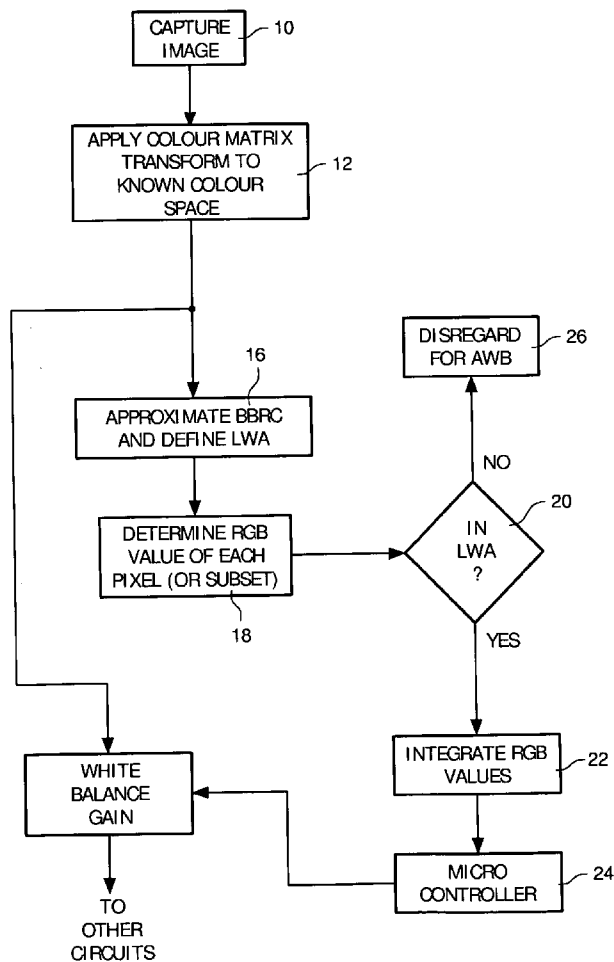 CAPTURE
IMAGE
10
APPLY COLOUR MATRIX
TRANSFORM TO
KNOWN COLOUR
SPACE
12
DISREGARD
FOR AWB
26
16
APPROXIMATE BBRC
AND DEFINE LWA
NO
20
IN
LWA
?
DETERMINE RGB
VALUE OF EACH
PIXEL (OR SUBSET)
18
YES
INTEGRATE RGB
VALUES
22
WHITE
BALANCE
GAIN
MICRO
CONTROLLER
24
TO
OTHER
CIRCUITS